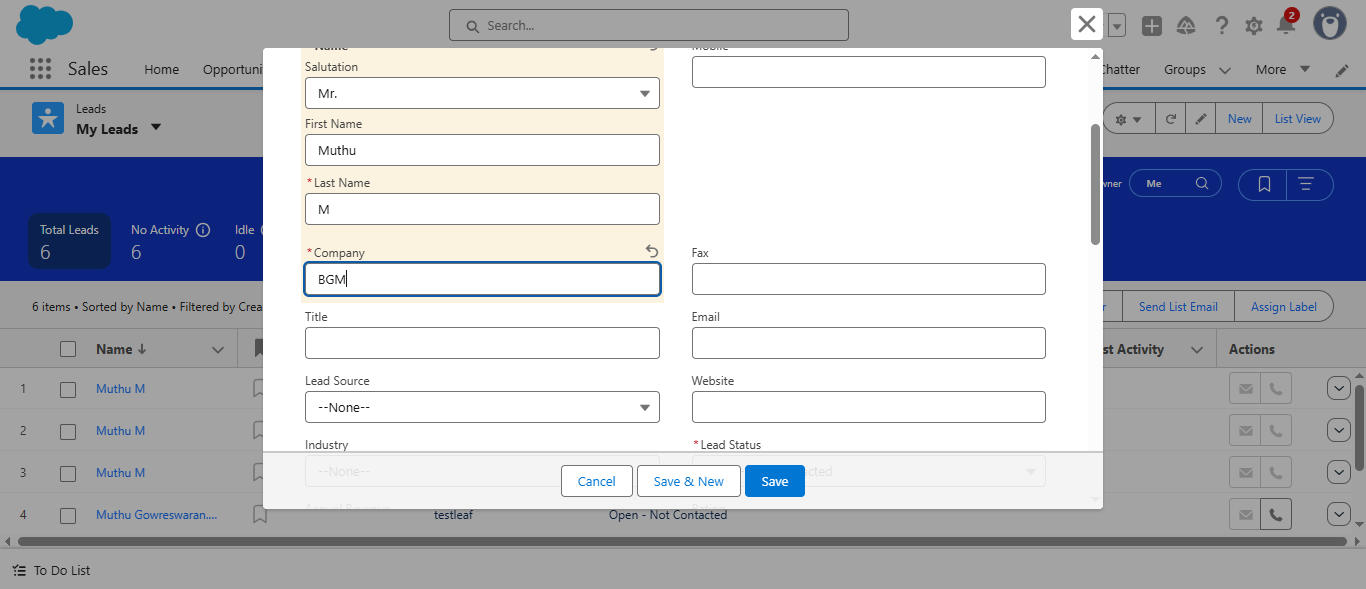 Search...
2
Sales
Home
Opportuni
Chatter
Groups
More
Leads
My Leads
New
List View
wner
Me
Total Leads
6
No Activity
6
Idle
0
6 items • Sorted by Name • Filtered by Crea
Send List Email
Assign Label
Name
st Activity
Actions
1 Muthu M
2 Muthu M
3 Muthu M
4 Muthu Gowreswaran.... testleaf Open - Not Contacted
To Do List
Name
Mobile
Salutation
Mr.
First Name
Muthu
*Last Name
M
*Company
BGM
Fax
Title
Email
Lead Source
--None--
Website
Industry
--None--
*Lead Status
Cancel
Save & New
Save